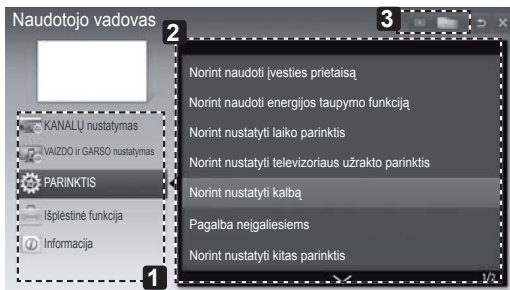 Naudotojo vadovas
3
2
KANALŲ nustatymas
VAIZDO ir GARSO nustatymas
PARINKTIS
Išplėstinė funkcija
Informacija
1
Norint naudoti įvesties prietaisą
Norint naudoti energijos taupymo funkciją
Norint nustatyti laiko parinktis
Norint nustatyti televizoriaus užrakto parinktis
Norint nustatyti kalbą
Pagalba neįgaliesiems
Norint nustatyti kitas parinktis
1/2